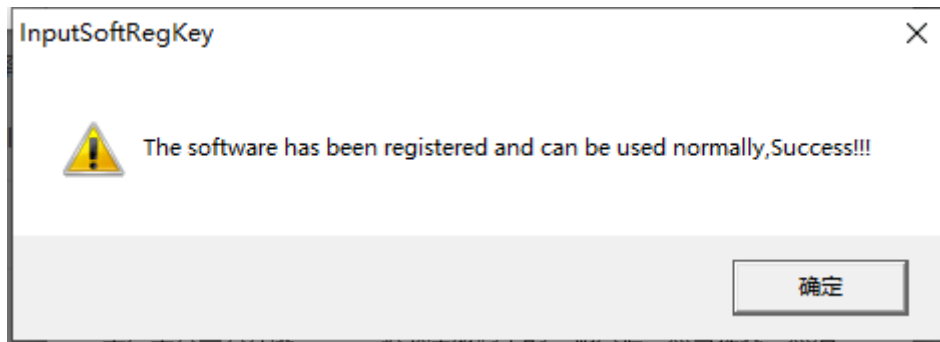 InputSoftRegKey
The software has been registered and can be used normally,Success!!!
确定